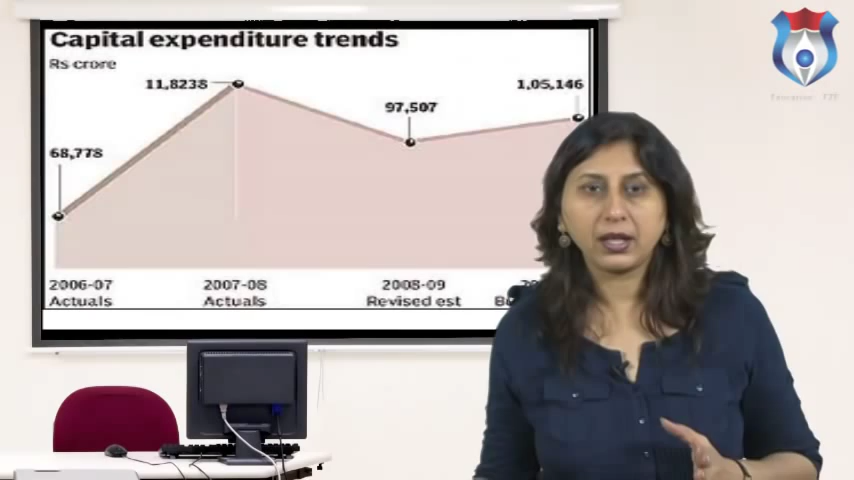 Capital expenditure trends
Rs crore
11,8238
1,05,146
97,507
68,778
2006-07
2007-08
2008-09
Actuals
Actuals
Revised est